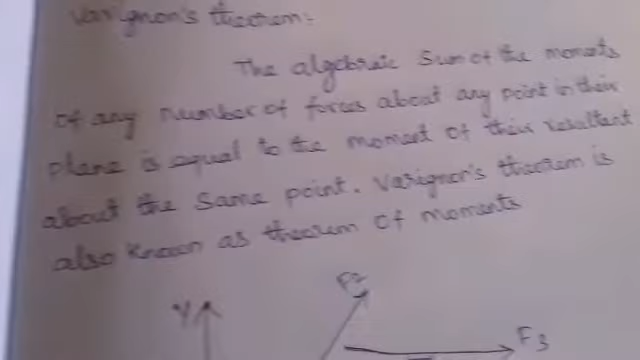 Varignon's theorem:-
The algebraic sum of the moments
of any number of forces about any point in their
plane is equal to the moment of their resultant
about the same point. Varignon's theorem is
also known as theorem of moments
Y
F2
F3